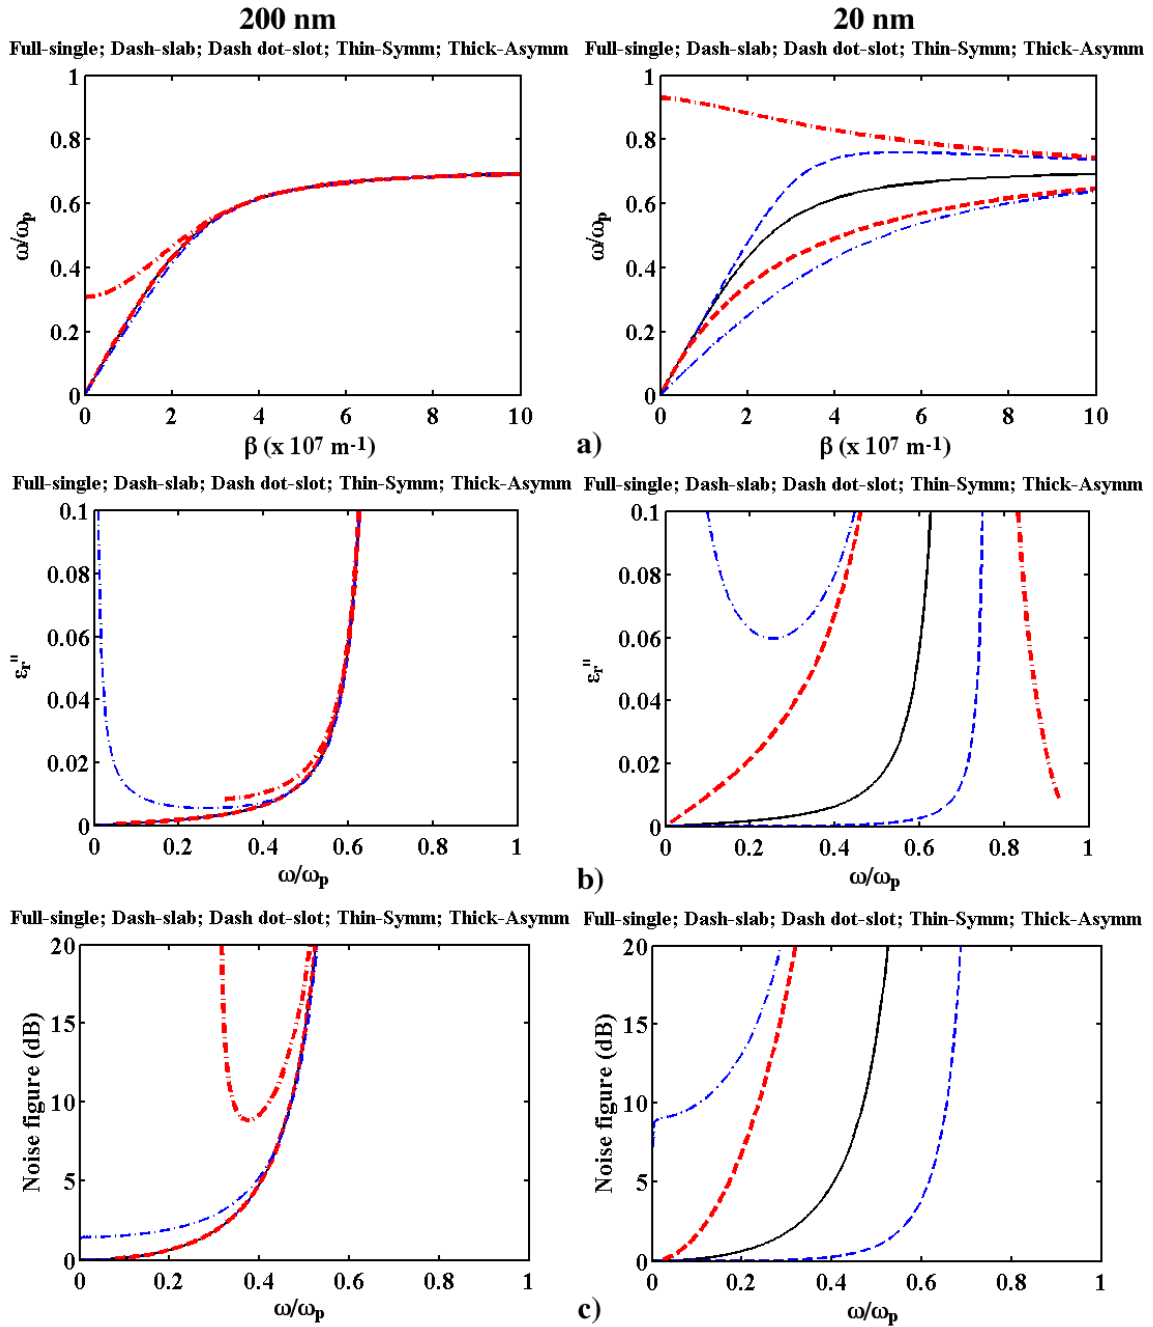 200 nm
20 nm
Full-single; Dash-slab; Dash dot-slot; Thin-Symm; Thick-Asymm
Full-single; Dash-slab; Dash dot-slot; Thin-Symm; Thick-Asymm
1
0.8
0.6
0.4
0.2
0
ω/ωp
0 2 4 6 8 10
β (x 10⁷ m⁻¹)
1
0.8
0.6
0.4
0.2
0
ω/ωp
0 2 4 6 8 10
β (x 10⁷ m⁻¹)
a)
Full-single; Dash-slab; Dash dot-slot; Thin-Symm; Thick-Asymm
Full-single; Dash-slab; Dash dot-slot; Thin-Symm; Thick-Asymm
0.1
0.08
0.06
0.04
0.02
0
εr"
0 0.2 0.4 0.6 0.8 1
ω/ωp
0.1
0.08
0.06
0.04
0.02
0
εr"
0 0.2 0.4 0.6 0.8 1
ω/ωp
b)
Full-single; Dash-slab; Dash dot-slot; Thin-Symm; Thick-Asymm
Full-single; Dash-slab; Dash dot-slot; Thin-Symm; Thick-Asymm
20
15
10
5
0
Noise figure (dB)
0 0.2 0.4 0.6 0.8 1
ω/ωp
20
15
10
5
0
Noise figure (dB)
0 0.2 0.4 0.6 0.8 1
ω/ωp
c)